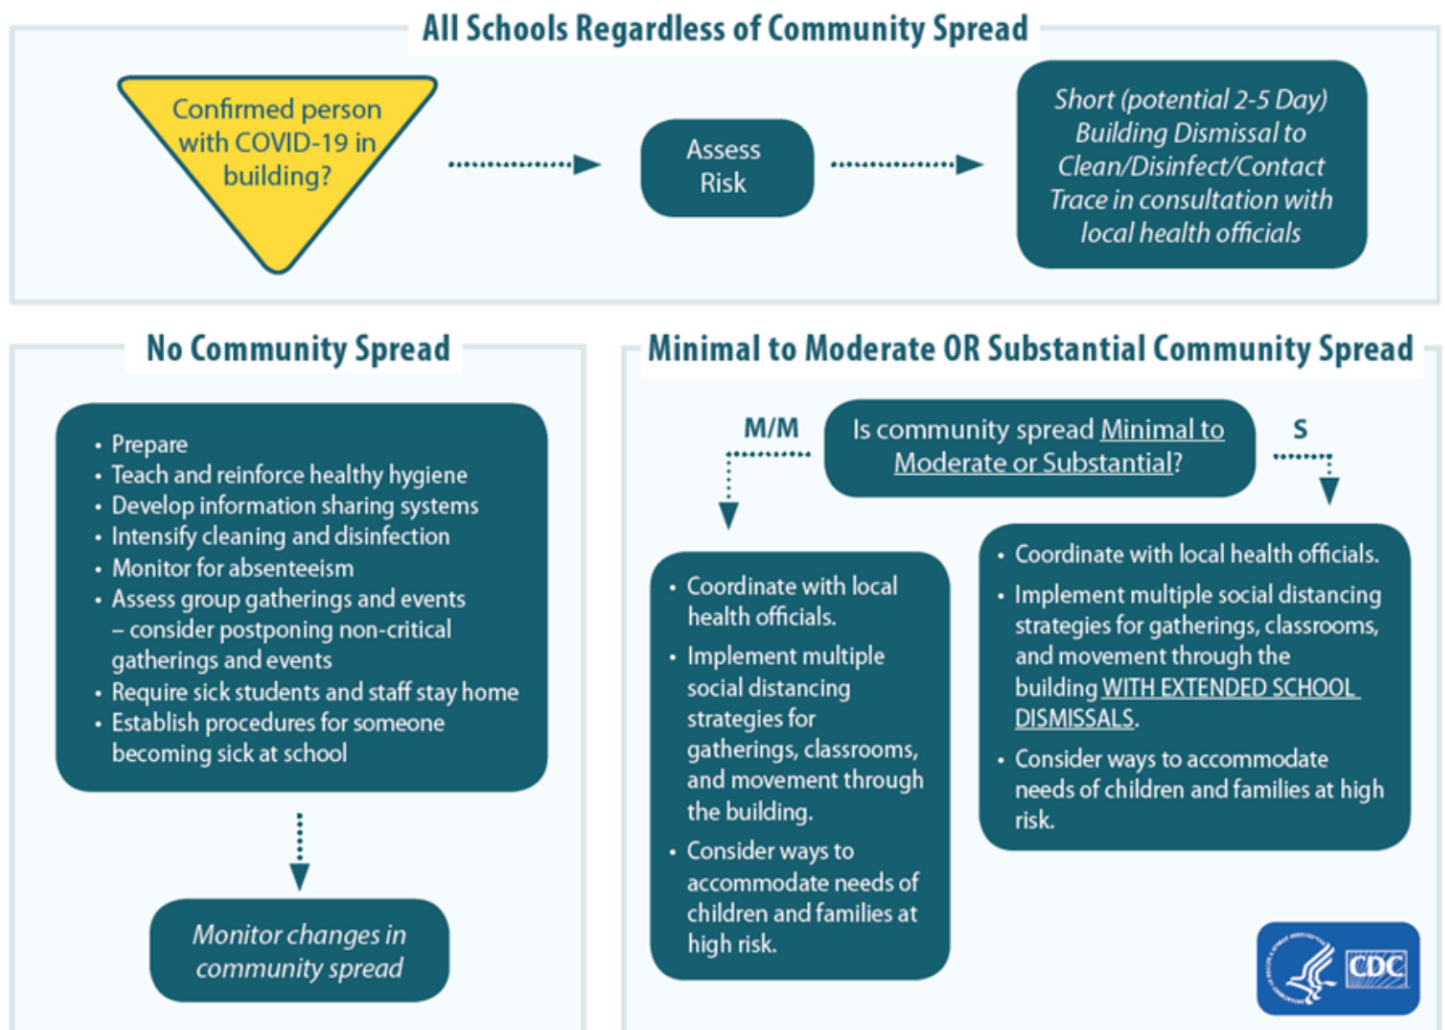 All Schools Regardless of Community Spread
Confirmed person
with COVID-19 in
building?
Assess
Risk
Short (potential 2-5 Day)
Building Dismissal to
Clean/Disinfect/Contact
Trace in consultation with
local health officials
No Community Spread
• Prepare
• Teach and reinforce healthy hygiene
• Develop information sharing systems
• Intensify cleaning and disinfection
• Monitor for absenteeism
• Assess group gatherings and events
– consider postponing non-critical
gatherings and events
• Require sick students and staff stay home
• Establish procedures for someone
becoming sick at school
Monitor changes in
community spread
Minimal to Moderate OR Substantial Community Spread
Is community spread Minimal to
Moderate or Substantial?
M/M
S
• Coordinate with local
health officials.
• Implement multiple
social distancing
strategies for
gatherings, classrooms,
and movement through
the building.
• Consider ways to
accommodate needs of
children and families at
high risk.
• Coordinate with local health officials.
• Implement multiple social distancing
strategies for gatherings, classrooms,
and movement through the
building WITH EXTENDED SCHOOL
DISMISSALS.
• Consider ways to accommodate
needs of children and families at high
risk.
CDC